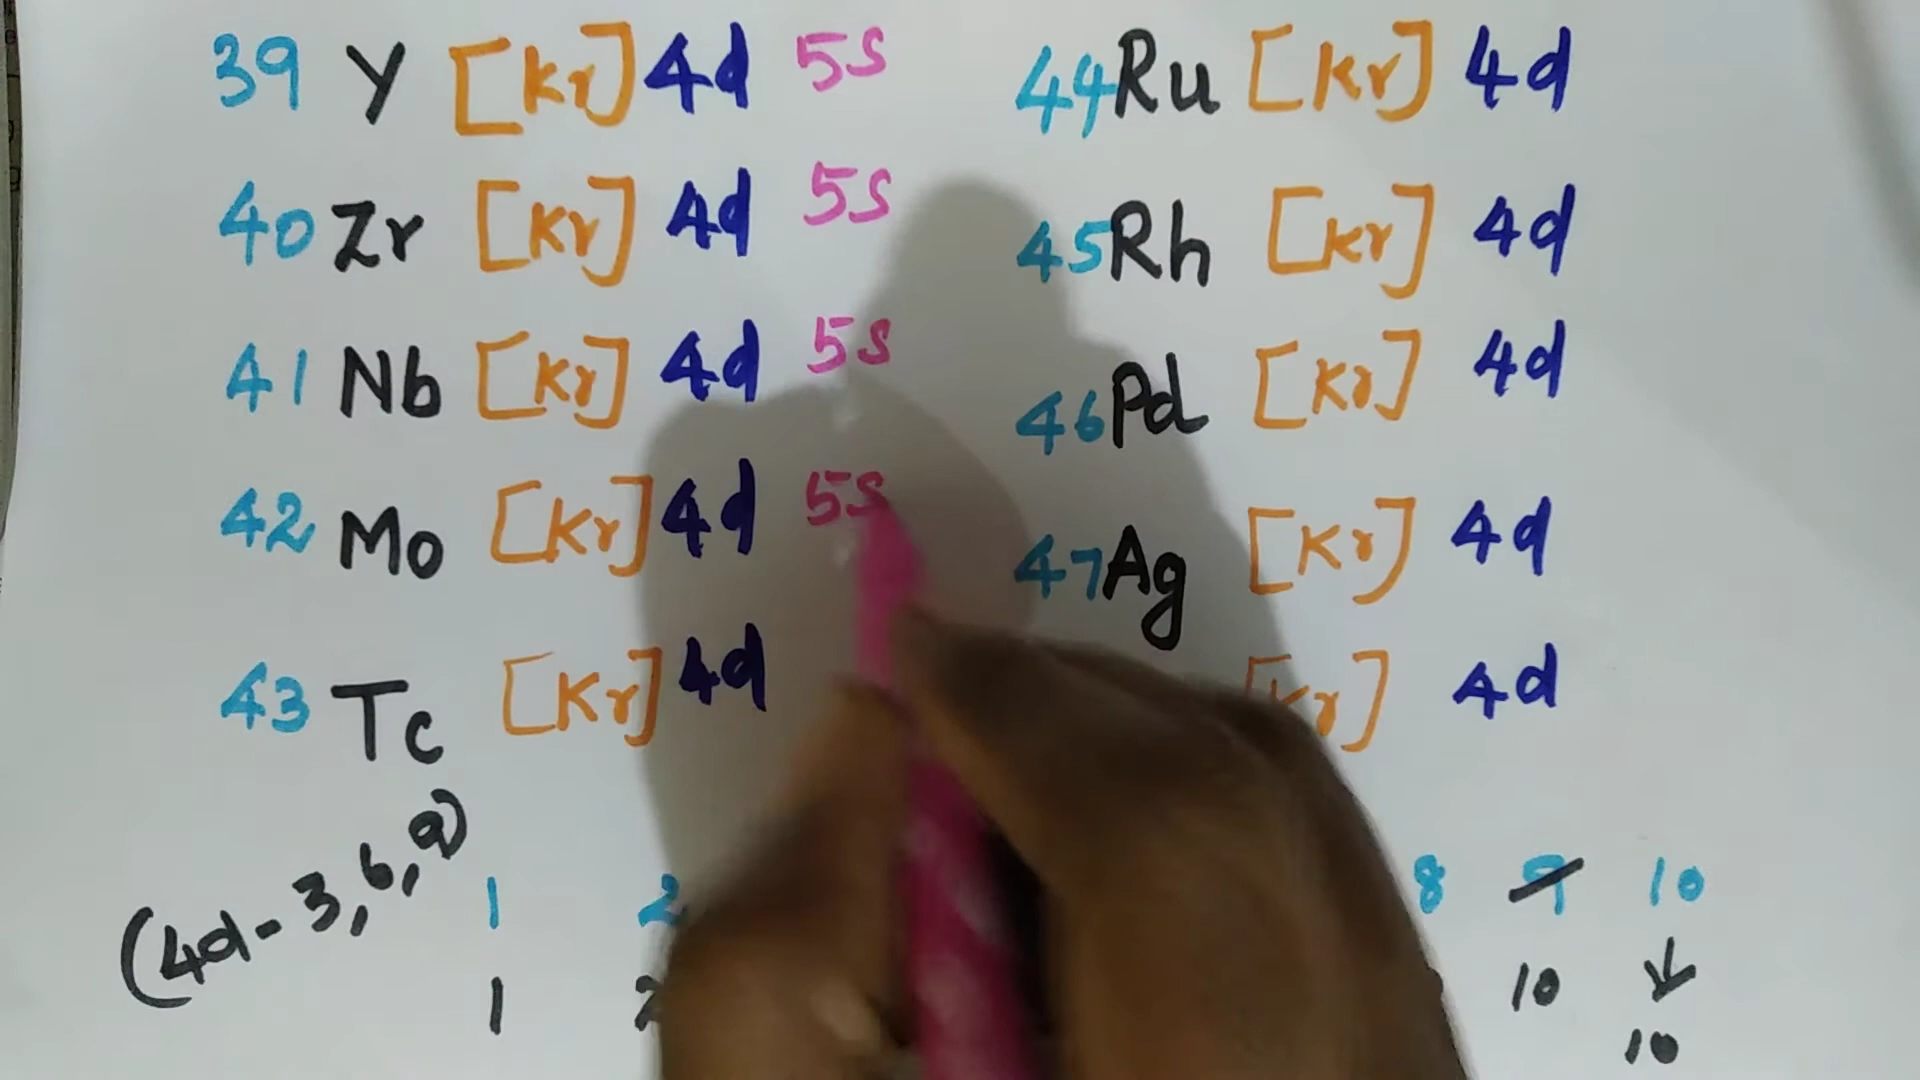 39 Y [Kr] 4d 5s
40 Zr [Kr] 4d 5s
41 Nb [Kr] 4d 5s
42 Mo [Kr] 4d 5s
43 Tc [Kr] 4d
44 Ru [Kr] 4d
45 Rh [Kr] 4d
46 Pd [Kr] 4d
47 Ag [Kr] 4d
[Kr] 4d
(4d - 3, 6, 9)
1 2 8 9 10
1 10 ↓
10